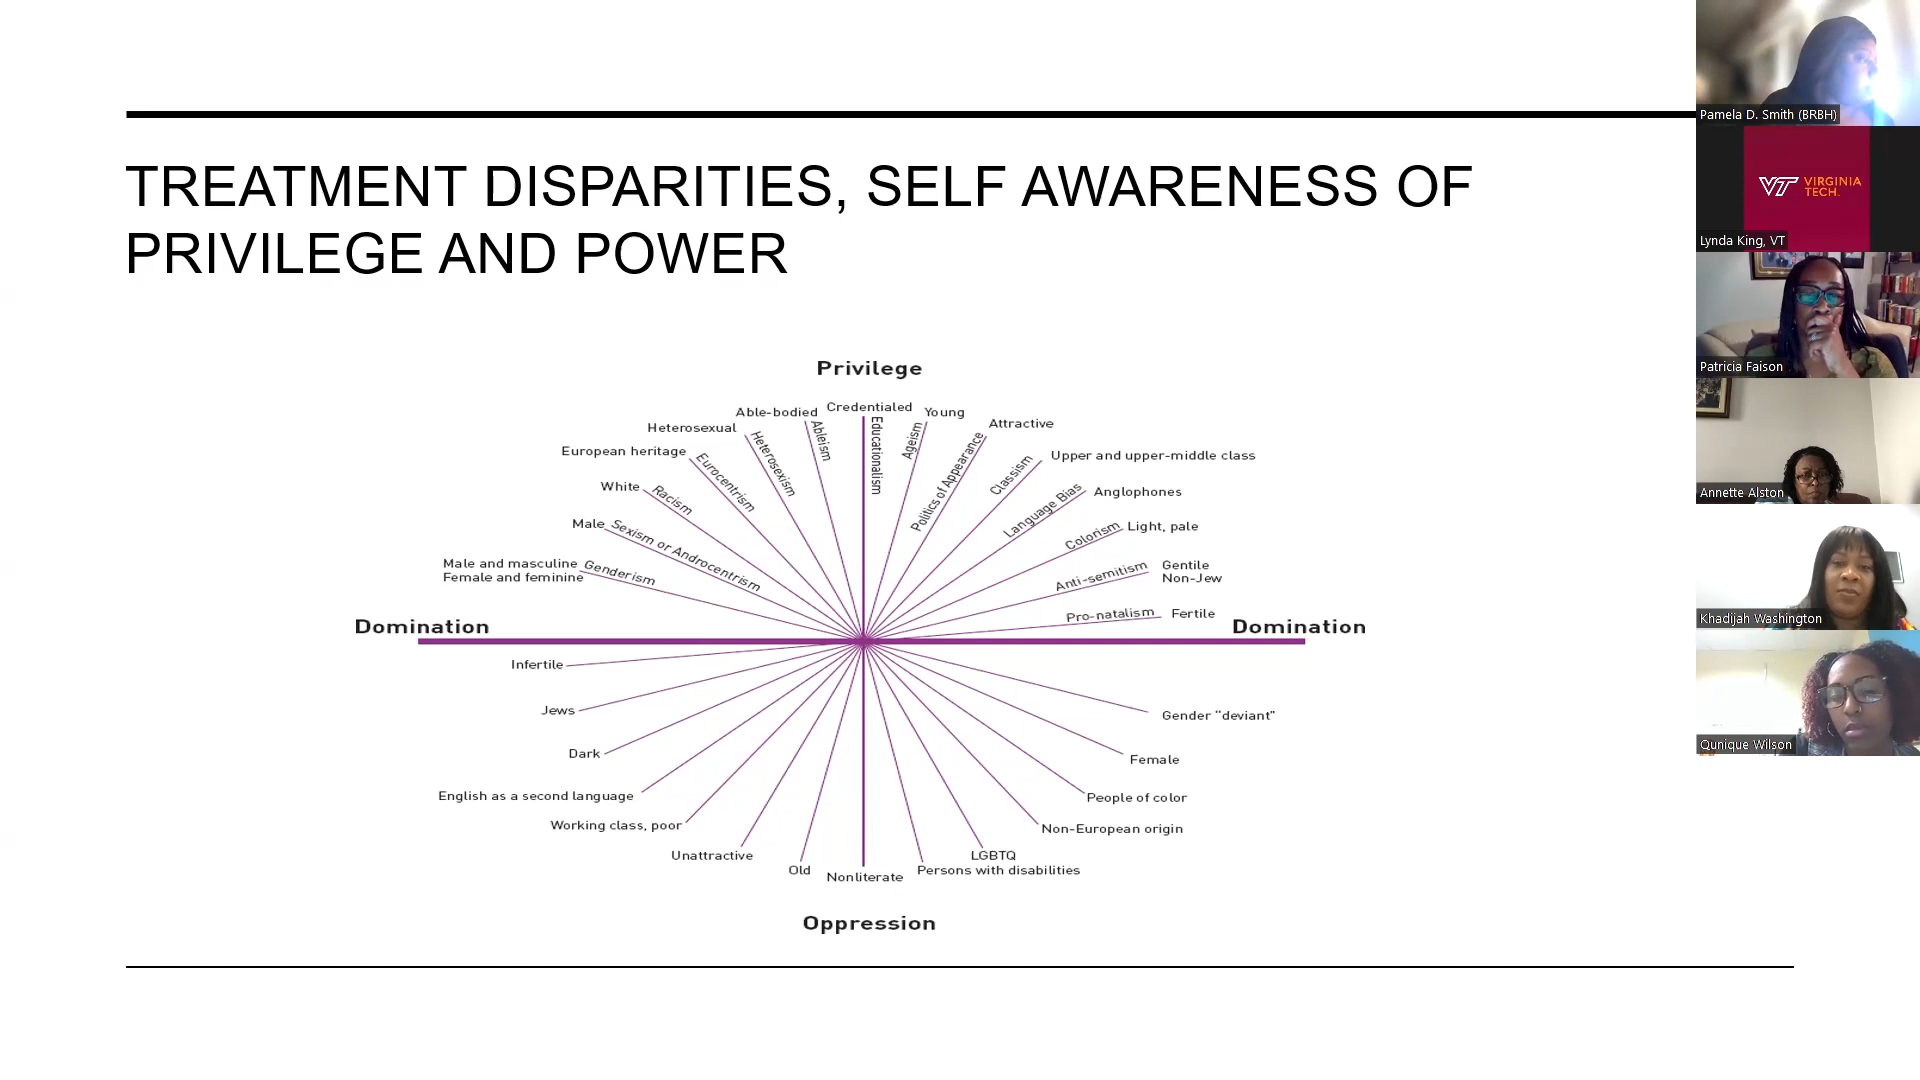 TREATMENT DISPARITIES, SELF AWARENESS OF
PRIVILEGE AND POWER
Privilege
Able-bodied
Credentialed
Young
Heterosexual
Attractive
European heritage
Upper and upper-middle class
White
Anglophones
Male
Light, pale
Male and masculine
Female and feminine
Gentile
Non-Jew
Fertile
Genderism
Sexism or Androcentrism
Racism
Eurocentrism
Heterosexism
Ableism
Educationalism
Ageism
Politics of Appearance
Classism
Language Bias
Colorism
Anti-semitism
Pro-natalism
Domination
Domination
Infertile
Jews
Dark
English as a second language
Working class, poor
Unattractive
Old
Nonliterate
Persons with disabilities
LGBTQ
Non-European origin
People of color
Female
Gender "deviant"
Oppression
Pamela D. Smith (BRBH)
VT VIRGINIA
TECH.
Lynda King, VT
Patricia Faison
Annette Alston
Khadijah Washington
Qunique Wilson